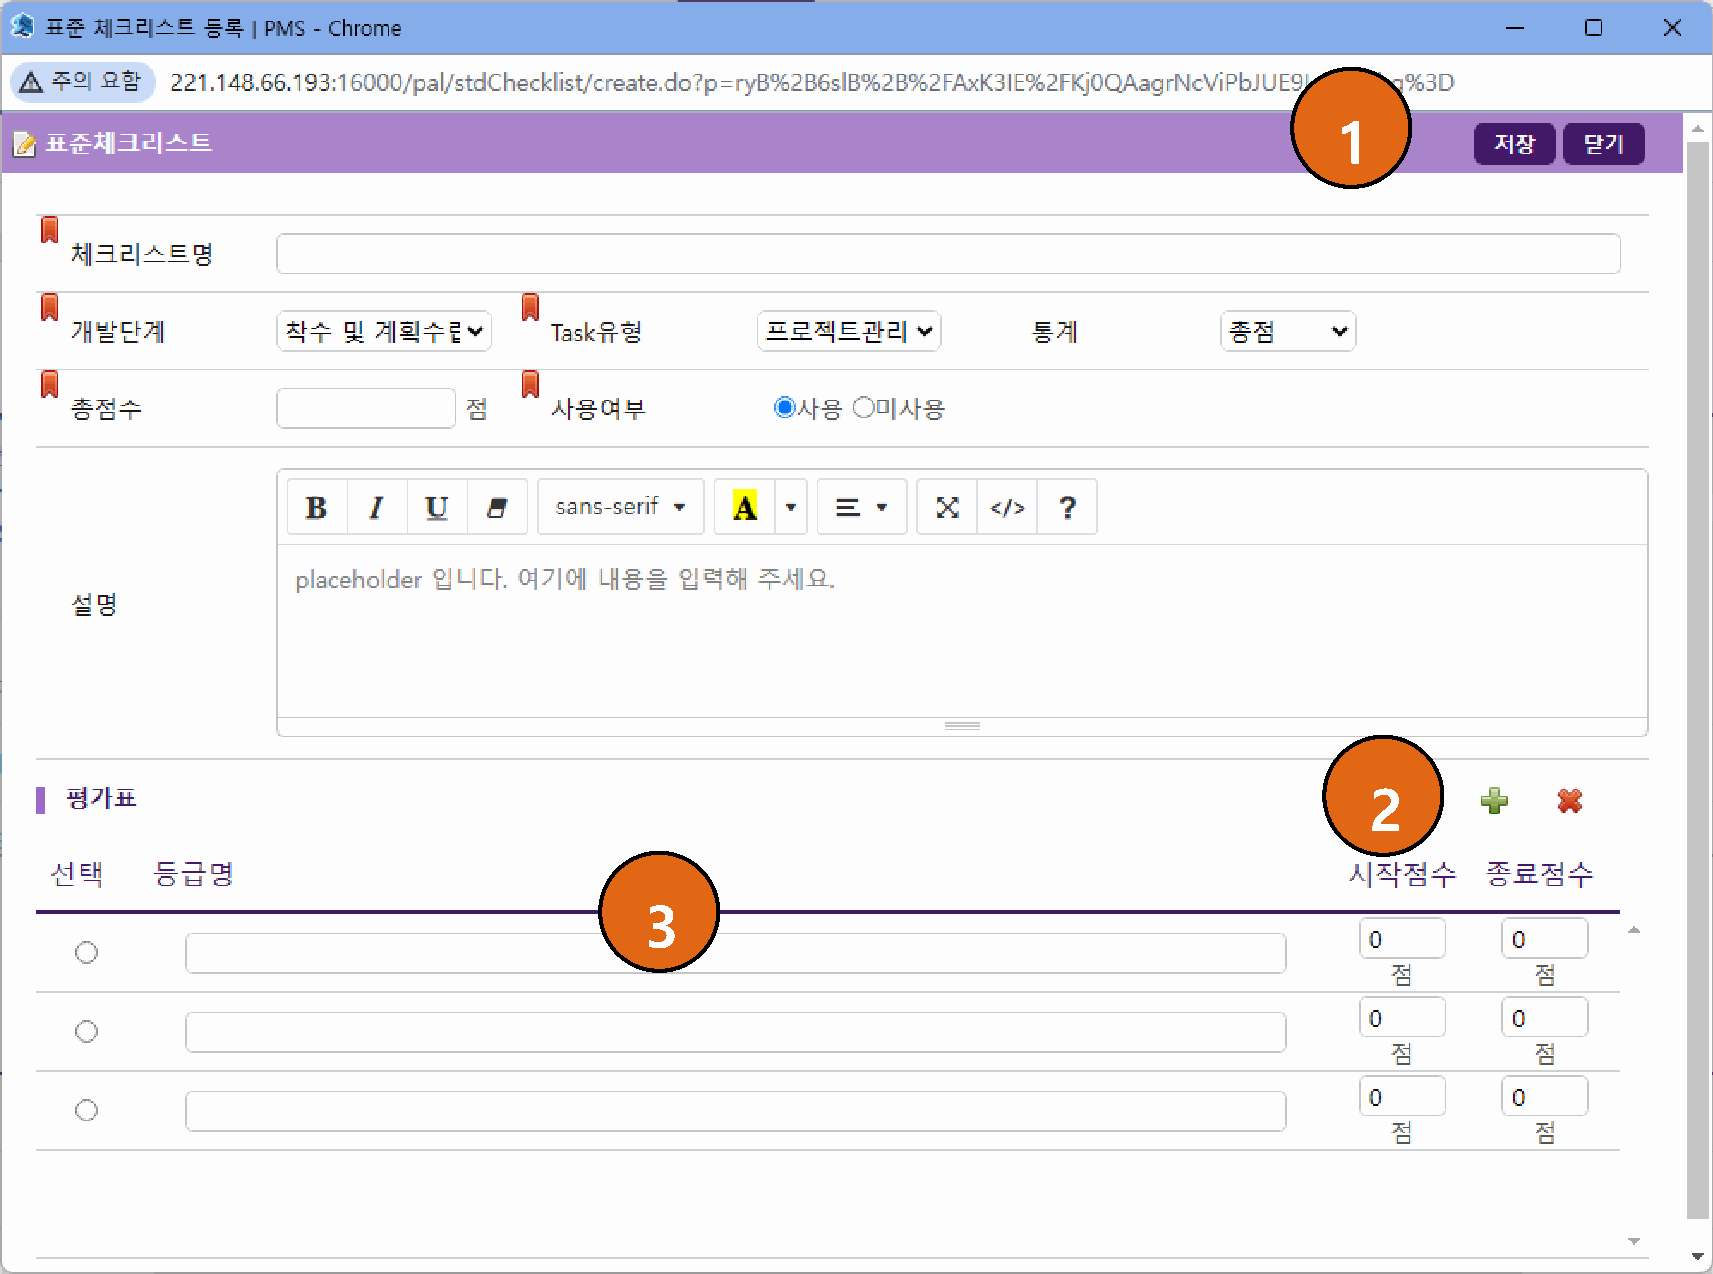 표준 체크리스트 등록 | PMS - Chrome
주의 요함 221.148.66.193:16000/pal/stdChecklist/create.do?p=ryB%2B6slB%2B%2FAxK3IE%2FKj0QAagrNcViPbJUE9 %3D
표준체크리스트 1 저장 닫기
체크리스트명
개발단계 착수 및 계획수립 Task유형 프로젝트관리 통계 총점
총점수 점 사용여부 사용 미사용
B I U sans-serif A </> ?
placeholder 입니다. 여기에 내용을 입력해 주세요.
설명
평가표 2
선택 등급명 시작점수 종료점수
3
0 점 0 점
0 점 0 점
0 점 0 점